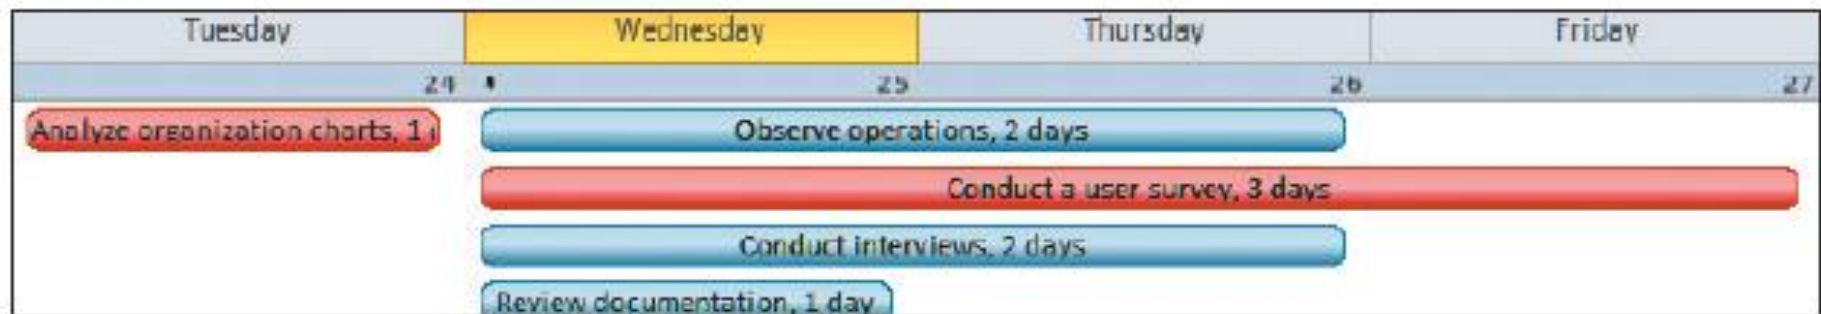 Tuesday Wednesday Thursday Friday
24 25 26 27
Analyze organization charts, 1 Observe operations, 2 days
Conduct a user survey, 3 days
Conduct interviews, 2 days
Review documentation, 1 day